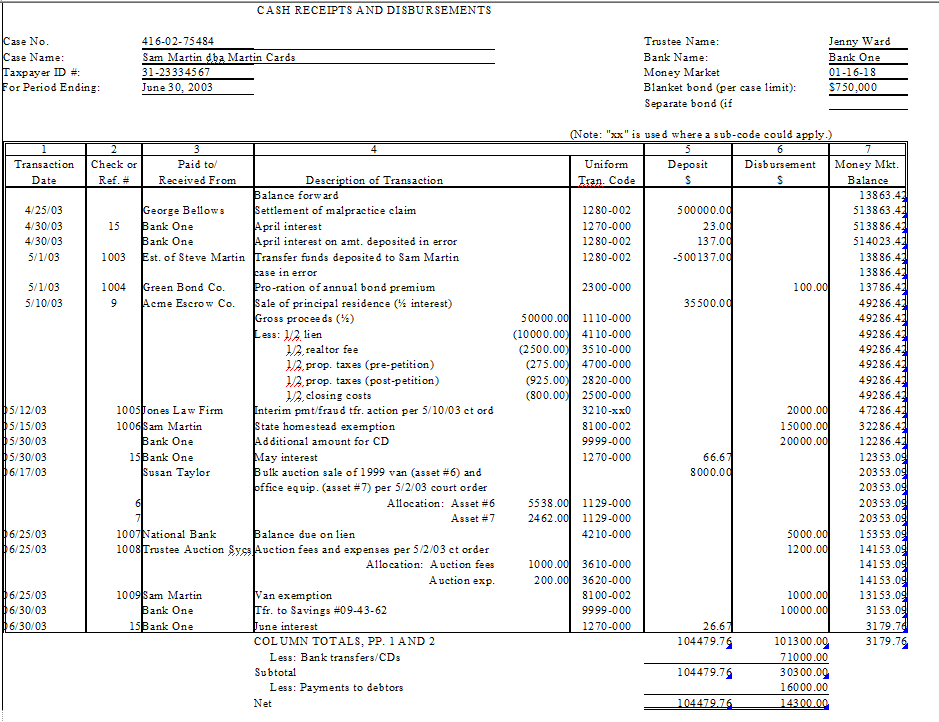 CASH RECEIPTS AND DISBURSEMENTS
Case No. 416-02-75484 Trustee Name: Jenny Ward
Case Name: Sam Martin dba Martin Cards Bank Name: Bank One
Taxpayer ID #: 31-23334567 Money Market 01-16-18
For Period Ending: June 30, 2003 Blanket bond (per case limit): $750,000
Separate bond (if
(Note: "xx" is used where a sub-code could apply.)
1 2 3 4 5 6 7
Transaction Check or Paid to/ Uniform Deposit Disbursement Money Mkt.
Date Ref. # Received From Description of Transaction Tran. Code $ $ Balance
Balance forward 13863.42
4/25/03 George Bellows Settlement of malpractice claim 1280-002 500000.00 513863.42
4/30/03 15 Bank One April interest 1270-000 23.00 513886.42
4/30/03 Bank One April interest on amt. deposited in error 1280-002 137.00 514023.42
5/1/03 1003 Est. of Steve Martin Transfer funds deposited to Sam Martin 1280-002 -500137.00 13886.42
case in error 13886.42
5/1/03 1004 Green Bond Co. Pro-ration of annual bond premium 2300-000 100.00 13786.42
5/10/03 9 Acme Escrow Co. Sale of principal residence (½ interest) 35500.00 49286.42
Gross proceeds (½) 50000.00 1110-000 49286.42
Less: 1/2 lien (10000.00) 4110-000 49286.42
1/2 realtor fee (2500.00) 3510-000 49286.42
1/2 prop. taxes (pre-petition) (275.00) 4700-000 49286.42
1/2 prop. taxes (post-petition) (925.00) 2820-000 49286.42
1/2 closing costs (800.00) 2500-000 49286.42
05/12/03 1005 Jones Law Firm Interim pmt/fraud tfr. action per 5/10/03 ct ord 3210-xx0 2000.00 47286.42
05/15/03 1006 Sam Martin State homestead exemption 8100-002 15000.00 32286.42
05/30/03 Bank One Additional amount for CD 9999-000 20000.00 12286.42
05/30/03 15 Bank One May interest 1270-000 66.67 12353.09
06/17/03 Susan Taylor Bulk auction sale of 1999 van (asset #6) and 8000.00 20353.09
office equip. (asset #7) per 5/2/03 court order 20353.09
6 Allocation: Asset #6 5538.00 1129-000 20353.09
7 Asset #7 2462.00 1129-000 20353.09
06/25/03 1007 National Bank Balance due on lien 4210-000 5000.00 15353.09
06/25/03 1008 Trustee Auction Svcs Auction fees and expenses per 5/2/03 ct order 1200.00 14153.09
Allocation: Auction fees 1000.00 3610-000 14153.09
Auction exp. 200.00 3620-000 14153.09
06/25/03 1009 Sam Martin Van exemption 8100-002 1000.00 13153.09
06/30/03 Bank One Tfr. to Savings #09-43-62 9999-000 10000.00 3153.09
06/30/03 15 Bank One June interest 1270-000 26.67 3179.76
COLUMN TOTALS, PP. 1 AND 2 104479.76 101300.00 3179.76
Less: Bank transfers/CDs 71000.00
Subtotal 104479.76 30300.00
Less: Payments to debtors 16000.00
Net 104479.76 14300.00